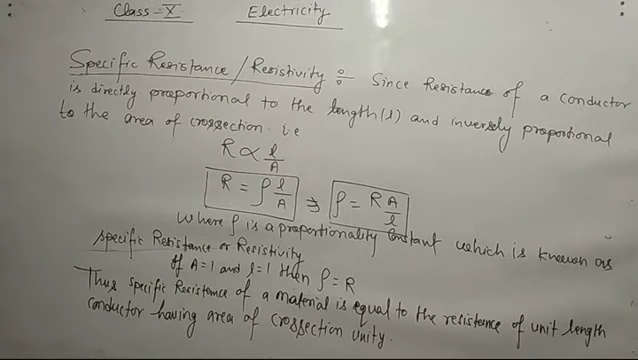 Class-X Electricity
Specific Resistance / Resistivity :- Since Resistance of a conductor
is directly proportional to the length(l) and inversly proportional
to the area of crossection. i.e
R ∝ l/A
R = ρ l/A ⇒ ρ = R A/l
Where ρ is a proportionality constant which is known as
specific Resistance or Resistivity
If A=1 and l=1 then ρ=R
Thus specific Resistance of a material is equal to the resistance of unit length
conductor having area of crossection unity.